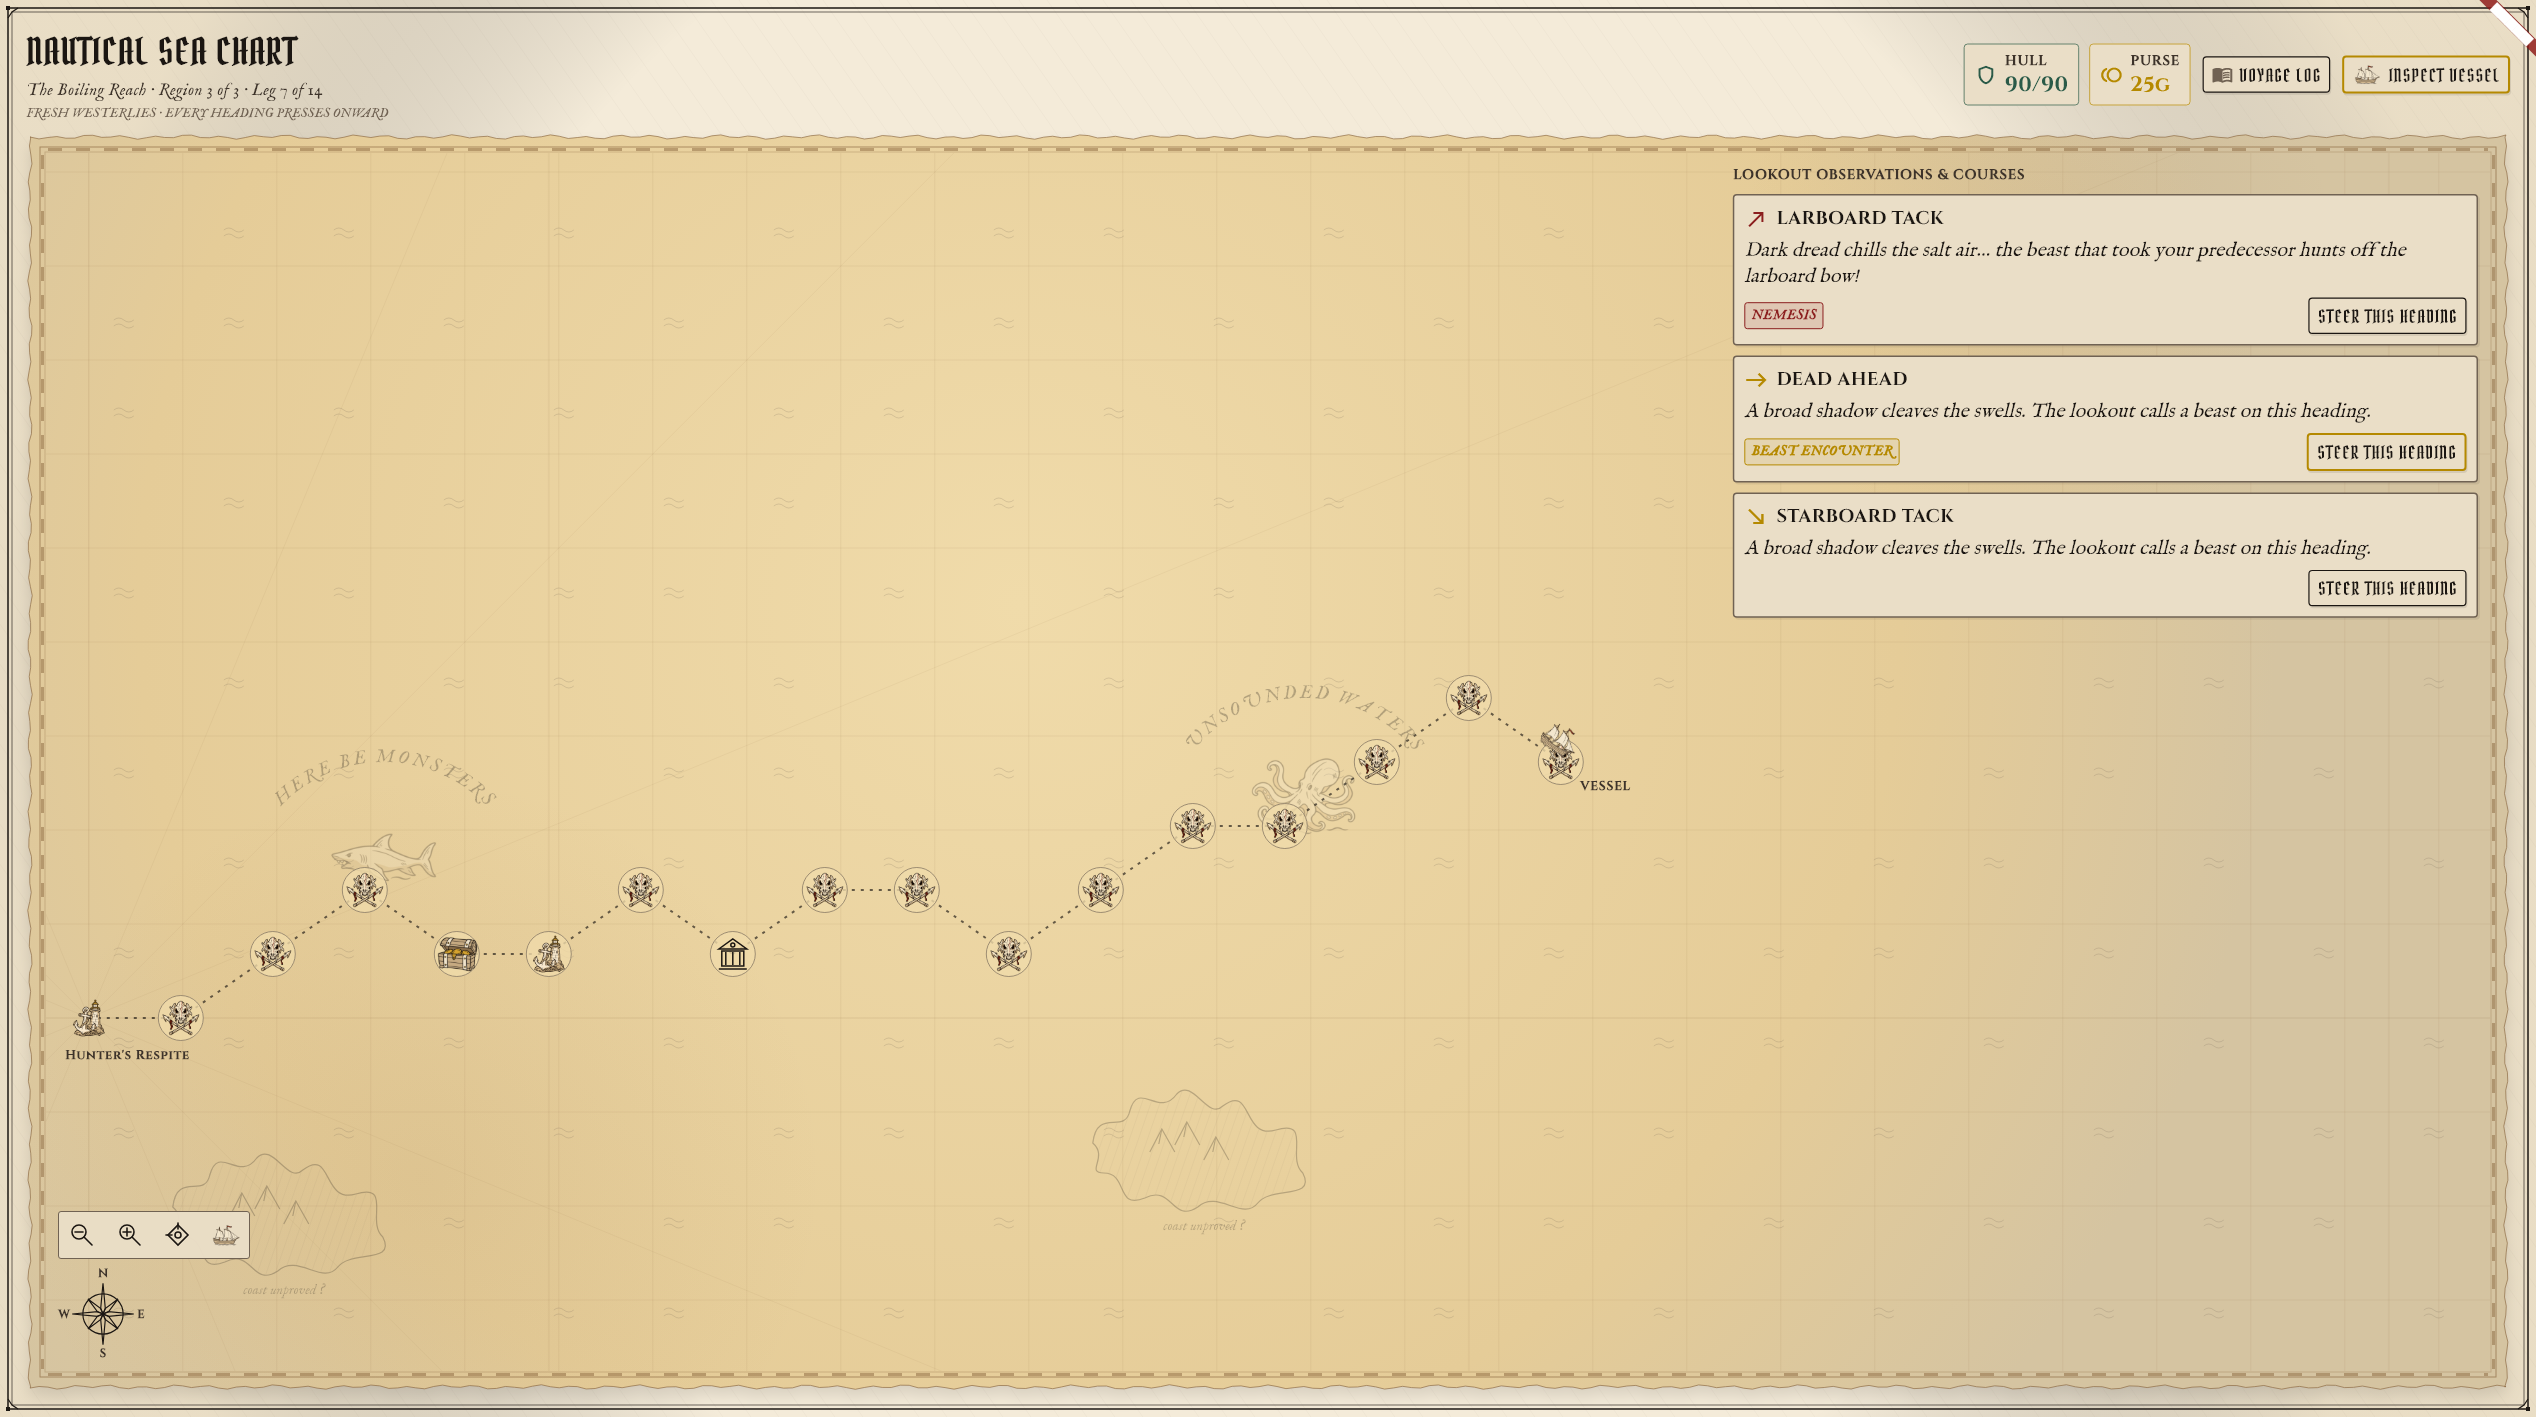 NAUTICAL SEA CHART
The Boiling Reach · Region 3 of 3 · Leg 7 of 14
FRESH WESTERLIES · EVERY HEADING PRESSES ONWARD
HULL
90/90
PURSE
25G
VOYAGE LOG
INSPECT VESSEL
LOOKOUT OBSERVATIONS & COURSES
LARBOARD TACK
Dark dread chills the salt air... the beast that took your predecessor hunts off the
larboard bow!
NEMESIS
STEER THIS HEADING
DEAD AHEAD
A broad shadow cleaves the swells. The lookout calls a beast on this heading.
BEAST ENCOUNTER
STEER THIS HEADING
STARBOARD TACK
A broad shadow cleaves the swells. The lookout calls a beast on this heading.
STEER THIS HEADING
UNSOUNDED WATERS
HERE BE MONSTERS
VESSEL
HUNTER'S RESPITE
coast unproved?
coast unproved?
N
W
E
S